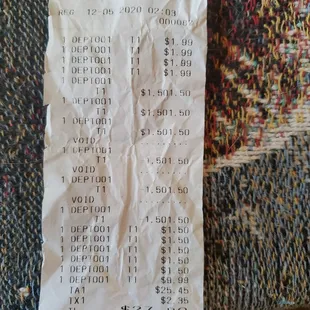 REG 12-05 2020 02:03
1 DEPT001 T1 $1.99
1 DEPT001 T1 $1.99
1 DEPT001 T1 $1.99
1 DEPT001 T1 $1.99
1 DEPT001
T1 $1,501.50
1 DEPT001
T1 $1,501.50
1 DEPT001
T1 $1,501.50
VOID
1 DEPT001
T1 -1,501.50
VOID
1 DEPT001
T1 -1,501.50
VOID
1 DEPT001
T1 -1,501.50
1 DEPT001 T1 $1.50
1 DEPT001 T1 $1.50
1 DEPT001 T1 $1.50
1 DEPT001 T1 $1.50
1 DEPT001 T1 $1.50
1 DEPT001 T1 $9.99
TA1 $25.45
TX1 $2.35